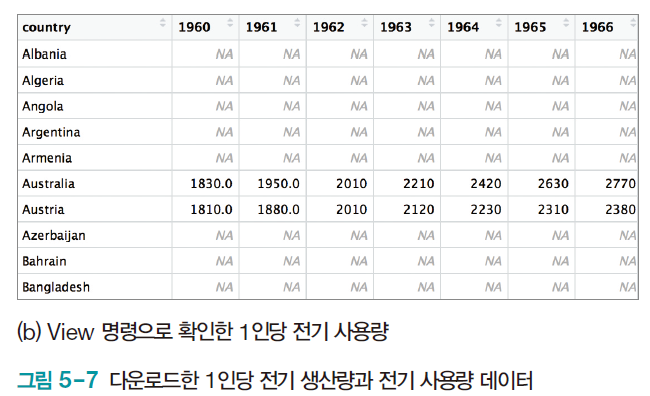 country 1960 1961 1962 1963 1964 1965 1966
Albania NA NA NA NA NA NA NA
Algeria NA NA NA NA NA NA NA
Angola NA NA NA NA NA NA NA
Argentina NA NA NA NA NA NA NA
Armenia NA NA NA NA NA NA NA
Australia 1830.0 1950.0 2010 2210 2420 2630 2770
Austria 1810.0 1880.0 2010 2120 2230 2310 2380
Azerbaijan NA NA NA NA NA NA NA
Bahrain NA NA NA NA NA NA NA
Bangladesh NA NA NA NA NA NA NA
(b) View 명령으로 확인한 1인당 전기 사용량
그림 5-7 다운로드한 1인당 전기 생산량과 전기 사용량 데이터